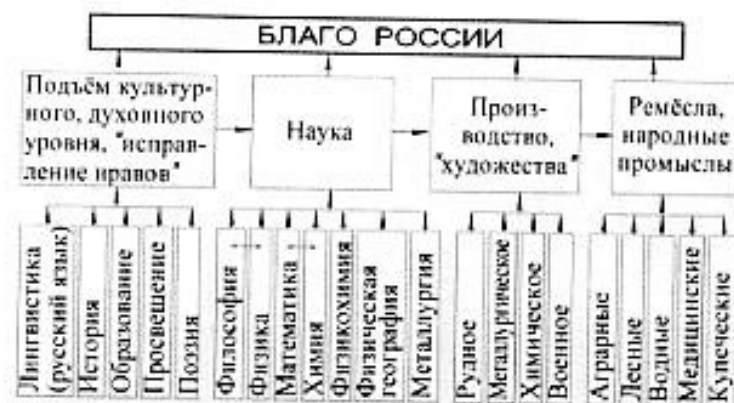 БЛАГО РОССИИ
Подъём культур-
ного, духовного
уровня, "исправ-
ление нравов"
Наука
Произ-
водство,
"художества"
Ремёсла,
народные
промыслы
Лингвистика
(русский язык)
История
Образование
Просвещение
Поэзия
Философия
Физика
Математика
Химия
Физикохимия
Физическая
география
Металлургия
Рудное
Металлургическое
Химическое
Военное
Аграрные
Лесные
Водные
Медицинские
Купеческие